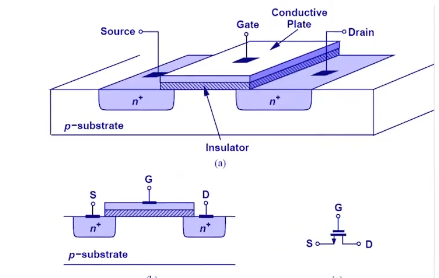 Conductive
Plate
Gate
Source
Drain
n+
n+
p-substrate
Insulator
(a)
G
S
D
n+
n+
p-substrate
G
S
D